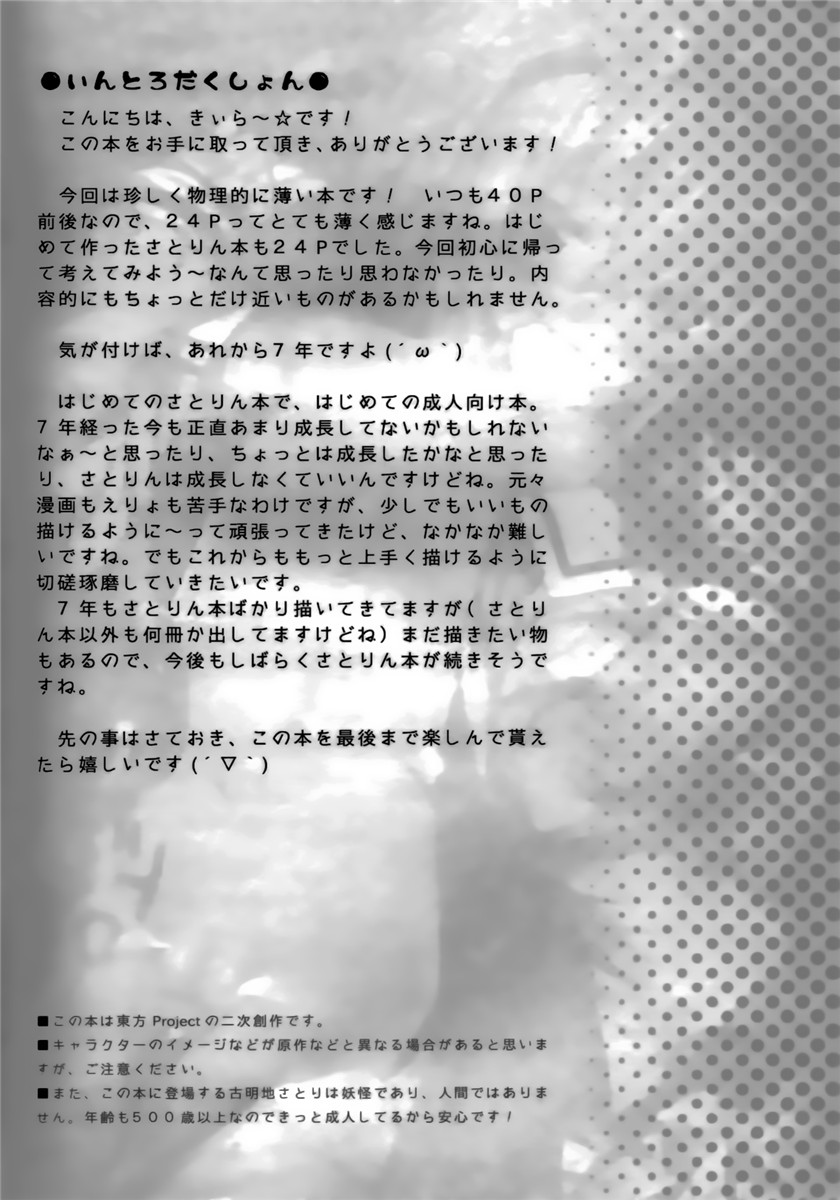 ●いんとろだくしょん●
こんにちは、きぃら〜☆です！
この本をお手に取って頂き、ありがとうございます！
今回は珍しく物理的に薄い本です！　いつも４０Ｐ
前後なので、２４Ｐってとても薄く感じますね。はじ
めて作ったさとりん本も２４Ｐでした。今回初心に帰っ
て考えてみよう〜なんて思ったり思わなかったり。内
容的にもちょっとだけ近いものがあるかもしれません。
気が付けば、あれから７年ですよ(´ω｀)
はじめてのさとりん本で、はじめての成人向け本。
７年経った今も正直あまり成長してないかもしれない
なぁ〜と思ったり、ちょっとは成長したかなと思った
り、さとりんは成長しなくていいんですけどね。元々
漫画もえりょも苦手なわけですが、少しでもいいもの
描けるように〜って頑張ってきたけど、なかなか難し
いですね。でもこれからももっと上手く描けるように
切磋琢磨していきたいです。
７年もさとりん本ばかり描いてきてますが(さとり
ん本以外も何冊か出してますけどね)まだ描きたい物
もあるので、今後もしばらくさとりん本が続きそうで
すね。
先の事はさておき、この本を最後まで楽しんで貰え
たら嬉しいです(´▽｀)
■この本は東方Projectの二次創作です。
■キャラクターのイメージなどが原作などと異なる場合があると思いま
すが、ご注意ください。
■また、この本に登場する古明地さとりは妖怪であり、人間ではありま
せん。年齢も５００歳以上なのできっと成人してるから安心です！